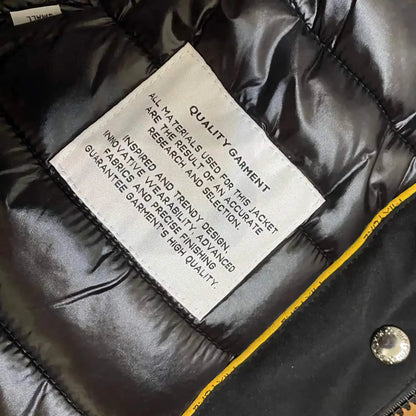 SMALL
QUALITY GARMENT
ALL MATERIALS USED FOR THIS JACKET
ARE THE RESULT OF AN ACCURATE
RESEARCH AND SELECTION.
INSPIRED AND TRENDY DESIGN,
INNOVATIVE WEARABILITY, ADVANCED
FABRICS AND PRECISE FINISHING
GUARANTEE GARMENT'S HIGH QUALITY.